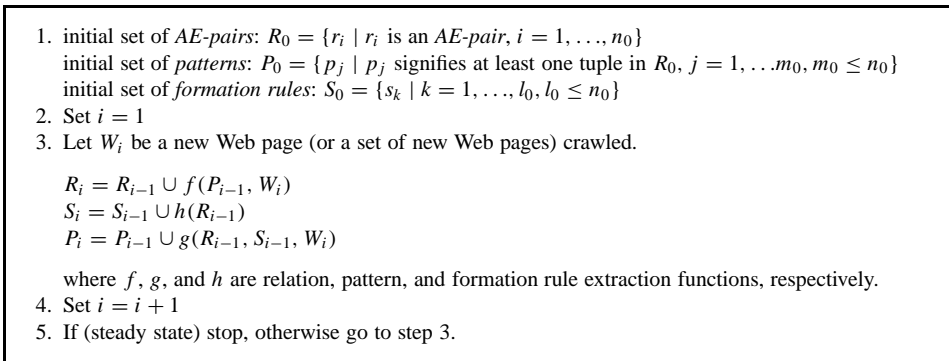 1. initial set of AE-pairs: R₀ = {rᵢ | rᵢ is an AE-pair, i = 1, ..., n₀}
initial set of patterns: P₀ = {pⱼ | pⱼ signifies at least one tuple in R₀, j = 1, ...m₀, m₀ ≤ n₀}
initial set of formation rules: S₀ = {sₖ | k = 1, ..., l₀, l₀ ≤ n₀}
2. Set i = 1
3. Let Wᵢ be a new Web page (or a set of new Web pages) crawled.
Rᵢ = Rᵢ₋₁ ∪ f(Pᵢ₋₁, Wᵢ)
Sᵢ = Sᵢ₋₁ ∪ h(Rᵢ₋₁)
Pᵢ = Pᵢ₋₁ ∪ g(Rᵢ₋₁, Sᵢ₋₁, Wᵢ)
where f, g, and h are relation, pattern, and formation rule extraction functions, respectively.
4. Set i = i + 1
5. If (steady state) stop, otherwise go to step 3.